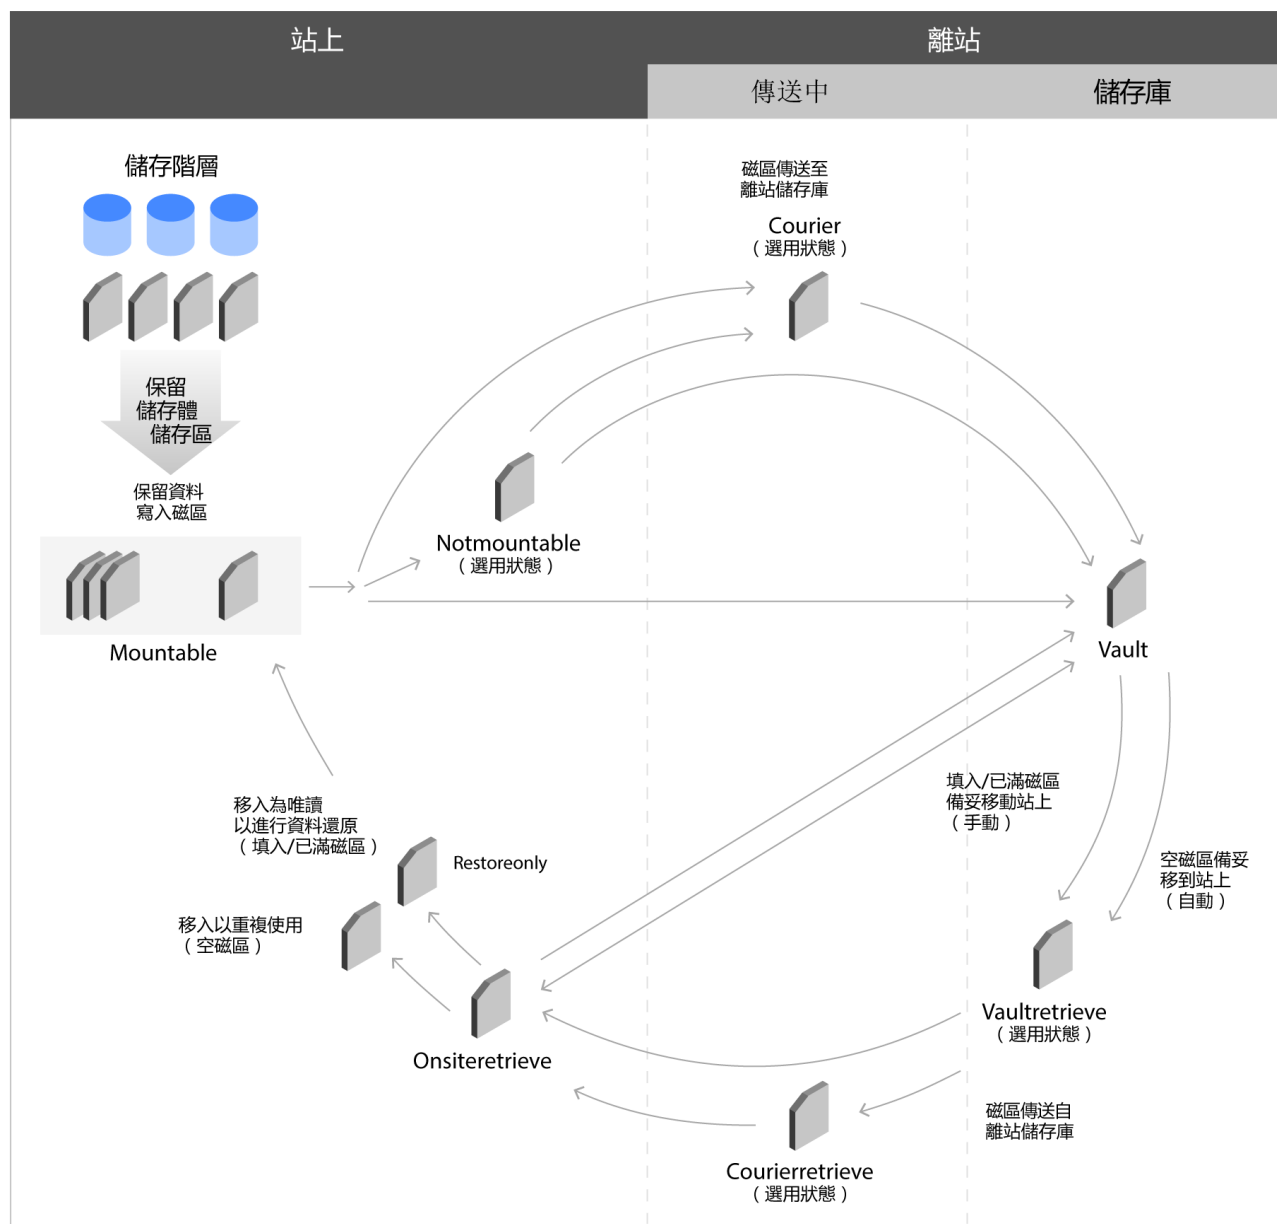 站上
離站
傳送中
儲存庫
儲存階層
保留
儲存體
儲存區
保留資料
寫入磁區
Mountable
Notmountable
（選用狀態）
磁區傳送至
離站儲存庫
Courier
（選用狀態）
Vault
填入/已滿磁區
備妥移動站上
（手動）
空磁區備妥
移到站上
（自動）
Vaultretrieve
（選用狀態）
磁區傳送自
離站儲存庫
Courierretrieve
（選用狀態）
Onsiteretrieve
移入為唯讀
以進行資料還原
（填入/已滿磁區）
Restoreonly
移入以重複使用
（空磁區）